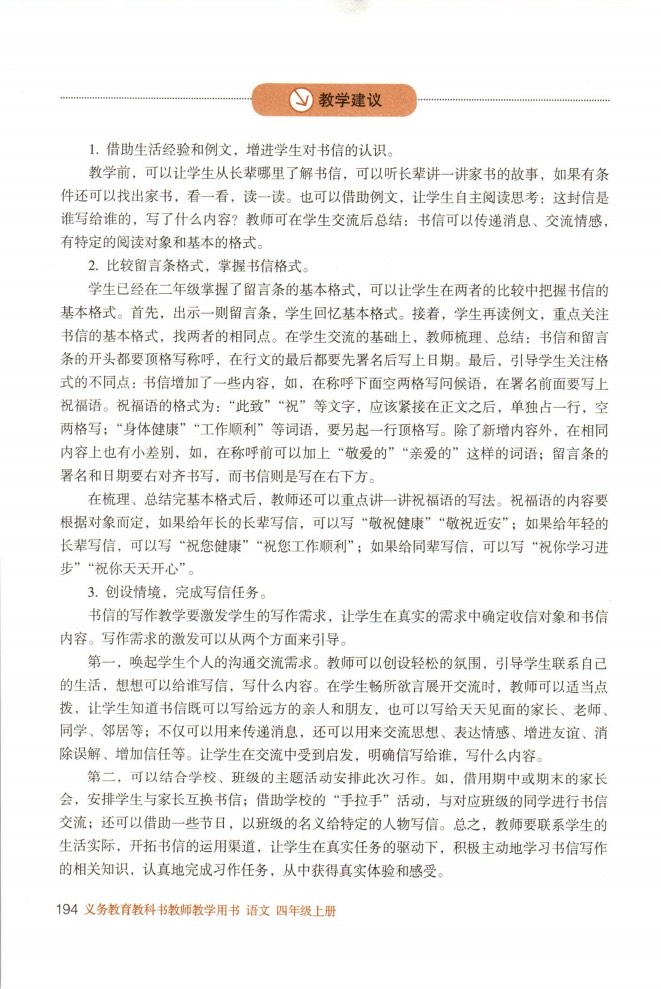 教学建议
1. 借助生活经验和例文，增进学生对书信的认识。
教学前，可以让学生从长辈哪里了解书信，可以听长辈讲一讲家书的故事，如果有条
件还可以找出家书，看一看，读一读。也可以借助例文，让学生自主阅读思考：这封信是
谁写给谁的，写了什么内容？教师可在学生交流后总结：书信可以传递消息、交流情感，
有特定的阅读对象和基本的格式。
2. 比较留言条格式，掌握书信格式。
学生已经在二年级掌握了留言条的基本格式，可以让学生在两者的比较中把握书信的
基本格式。首先，出示一则留言条，学生回忆基本格式。接着，学生再读例文，重点关注
书信的基本格式，找两者的相同点。在学生交流的基础上，教师梳理、总结：书信和留言
条的开头都要顶格写称呼，在行文的最后都要先署名后写上日期。最后，引导学生关注格
式的不同点：书信增加了一些内容，如，在称呼下面空两格写问候语，在署名前面要写上
祝福语。祝福语的格式为：“此致”“祝”等文字，应该紧接在正文之后，单独占一行，空
两格写；“身体健康”“工作顺利”等词语，要另起一行顶格写。除了新增内容外，在相同
内容上也有小差别，如，在称呼前可以加上“敬爱的”“亲爱的”这样的词语；留言条的
署名和日期要右对齐书写，而书信则是写在右下方。
在梳理、总结完基本格式后，教师还可以重点讲一讲祝福语的写法。祝福语的内容要
根据对象而定，如果给年长的长辈写信，可以写“敬祝健康”“敬祝近安”；如果给年轻的
长辈写信，可以写“祝您健康”“祝您工作顺利”；如果给同辈写信，可以写“祝你学习进
步”“祝你天天开心”。
3. 创设情境，完成写信任务。
书信的写作教学要激发学生的写作需求，让学生在真实的需求中确定收信对象和书信
内容。写作需求的激发可以从两个方面来引导。
第一，唤起学生个人的沟通交流需求。教师可以创设轻松的氛围，引导学生联系自己
的生活，想想可以给谁写信，写什么内容。在学生畅所欲言展开交流时，教师可以适当点
拨，让学生知道书信既可以写给远方的亲人和朋友，也可以写给天天见面的家长、老师、
同学、邻居等；不仅可以用来传递消息，还可以用来交流思想、表达情感、增进友谊、消
除误解、增加信任等。让学生在交流中受到启发，明确信写给谁，写什么内容。
第二，可以结合学校、班级的主题活动安排此次习作。如，借用期中或期末的家长
会，安排学生与家长互换书信；借助学校的“手拉手”活动，与对应班级的同学进行书信
交流；还可以借助一些节日，以班级的名义给特定的人物写信。总之，教师要联系学生的
生活实际，开拓书信的运用渠道，让学生在真实任务的驱动下，积极主动地学习书信写作
的相关知识，认真地完成习作任务，从中获得真实体验和感受。
194 义务教育教科书教师教学用书 语文 四年级上册